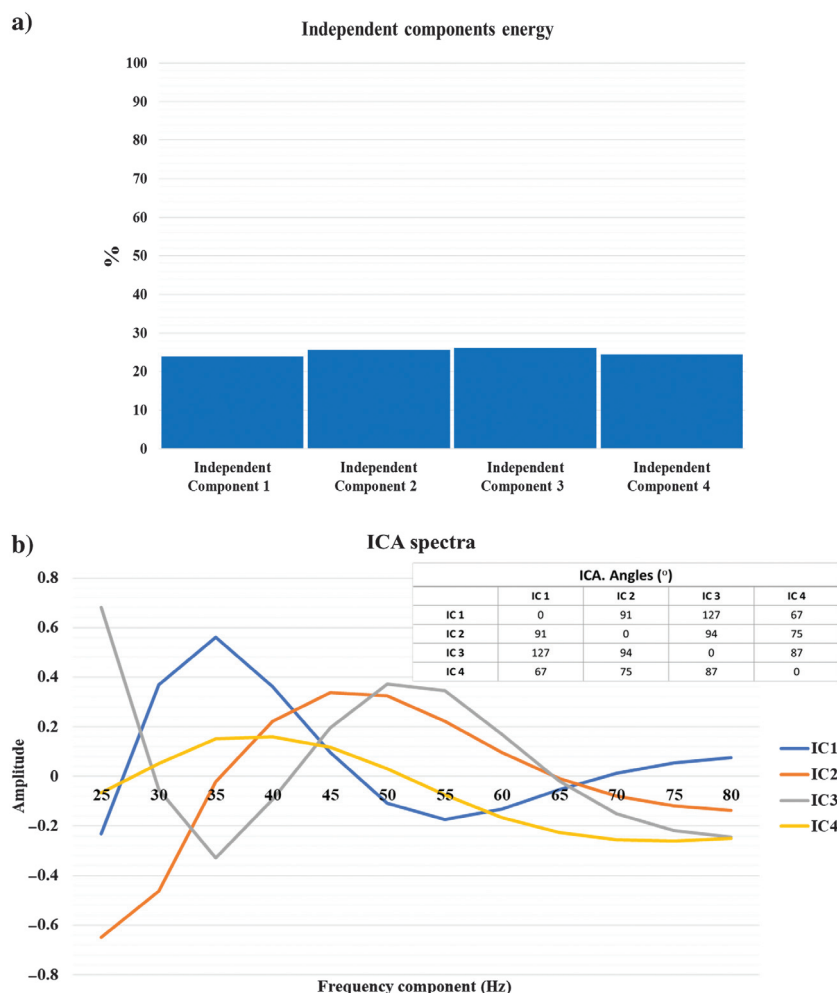 a)
Independent components energy
100
90
80
70
60
50
40
30
20
10
0
%
Independent Component 1
Independent Component 2
Independent Component 3
Independent Component 4
b)
ICA spectra
ICA. Angles (°)
IC 1 IC 2 IC 3 IC 4
IC 1 0 91 127 67
IC 2 91 0 94 75
IC 3 127 94 0 87
IC 4 67 75 87 0
0.8
0.6
0.4
0.2
0
–0.2
–0.4
–0.6
–0.8
Amplitude
25 30 35 40 45 50 55 60 65 70 75 80
Frequency component (Hz)
IC1
IC2
IC3
IC4